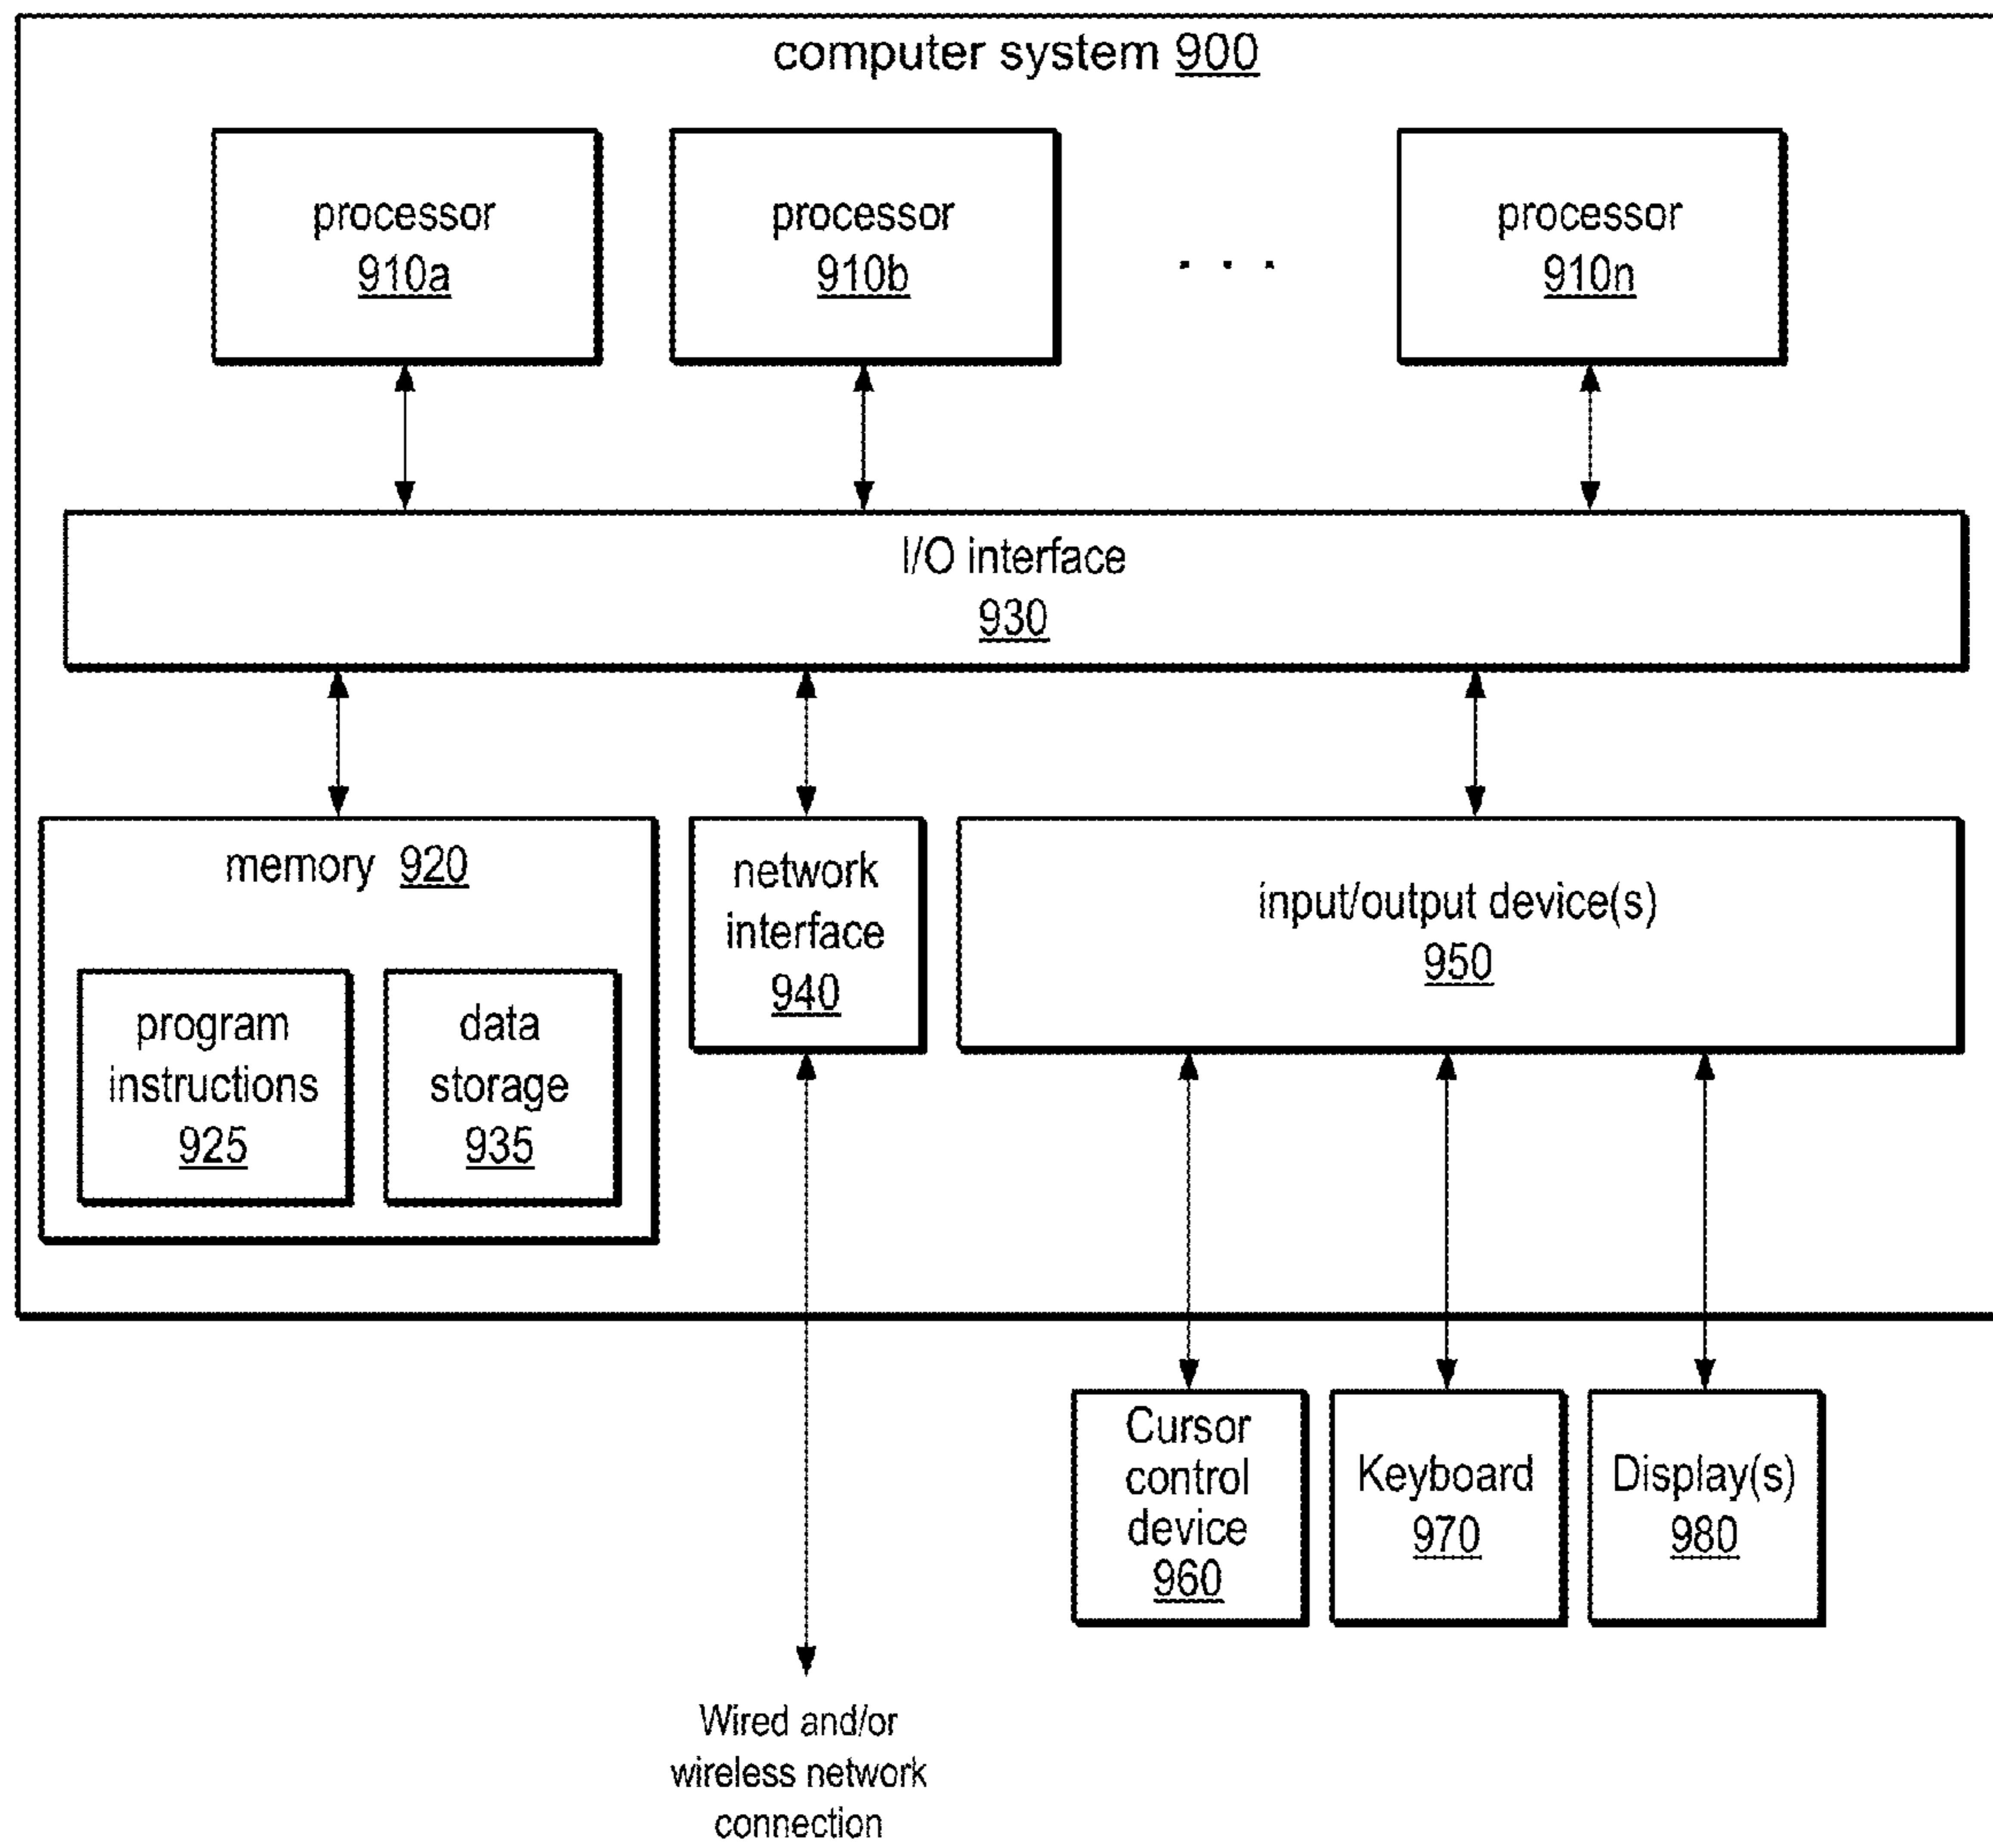 computer system 900
processor
910a
processor
910b
. . .
processor
910n
I/O interface
930
memory 920
program
instructions
925
data
storage
935
network
interface
940
input/output device(s)
950
Cursor
control
device
960
Keyboard
970
Display(s)
980
Wired and/or
wireless network
connection